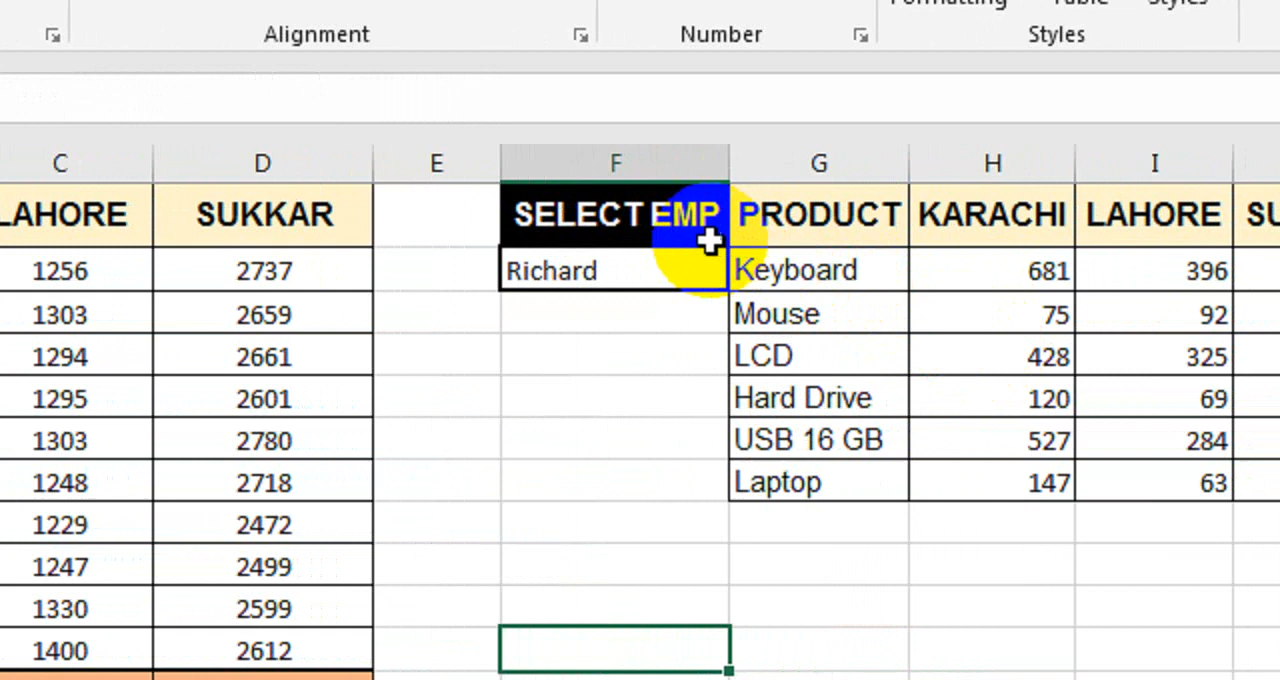 Alignment Number Styles
C D E F G H I
LAHORE SUKKAR SELECT EMP PRODUCT KARACHI LAHORE
1256 2737 Richard Keyboard 681 396
1303 2659 Mouse 75 92
1294 2661 LCD 428 325
1295 2601 Hard Drive 120 69
1303 2780 USB 16 GB 527 284
1248 2718 Laptop 147 63
1229 2472
1247 2499
1330 2599
1400 2612